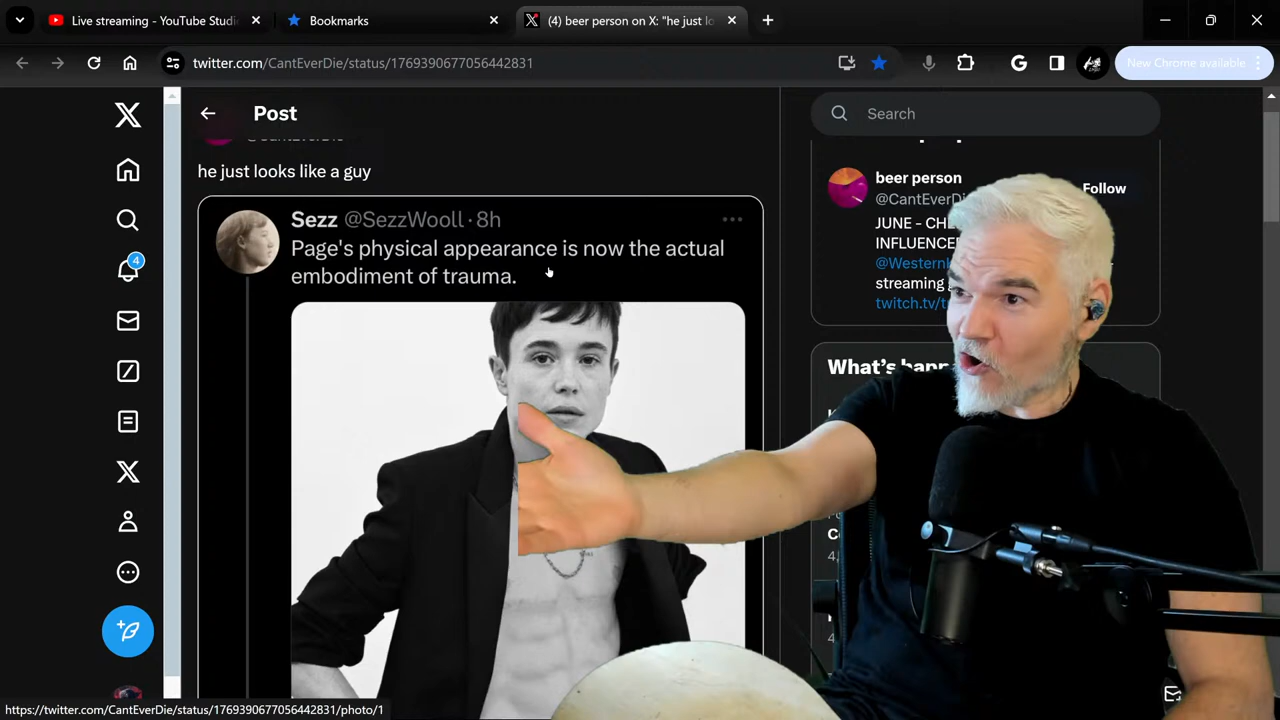 Live streaming - YouTube Studi
Bookmarks
(4) beer person on X: "he just lo
twitter.com/CantEverDie/status/1769390677056442831
New Chrome available
Post
Search
he just looks like a guy
Sezz @SezzWooll · 8h
Page's physical appearance is now the actual
embodiment of trauma.
4
beer person
@CantEverDi
Follow
JUNE - CH
INFLUENCE
@Western
streaming
twitch.tv/t
What's happ
https://twitter.com/CantEverDie/status/1769390677056442831/photo/1